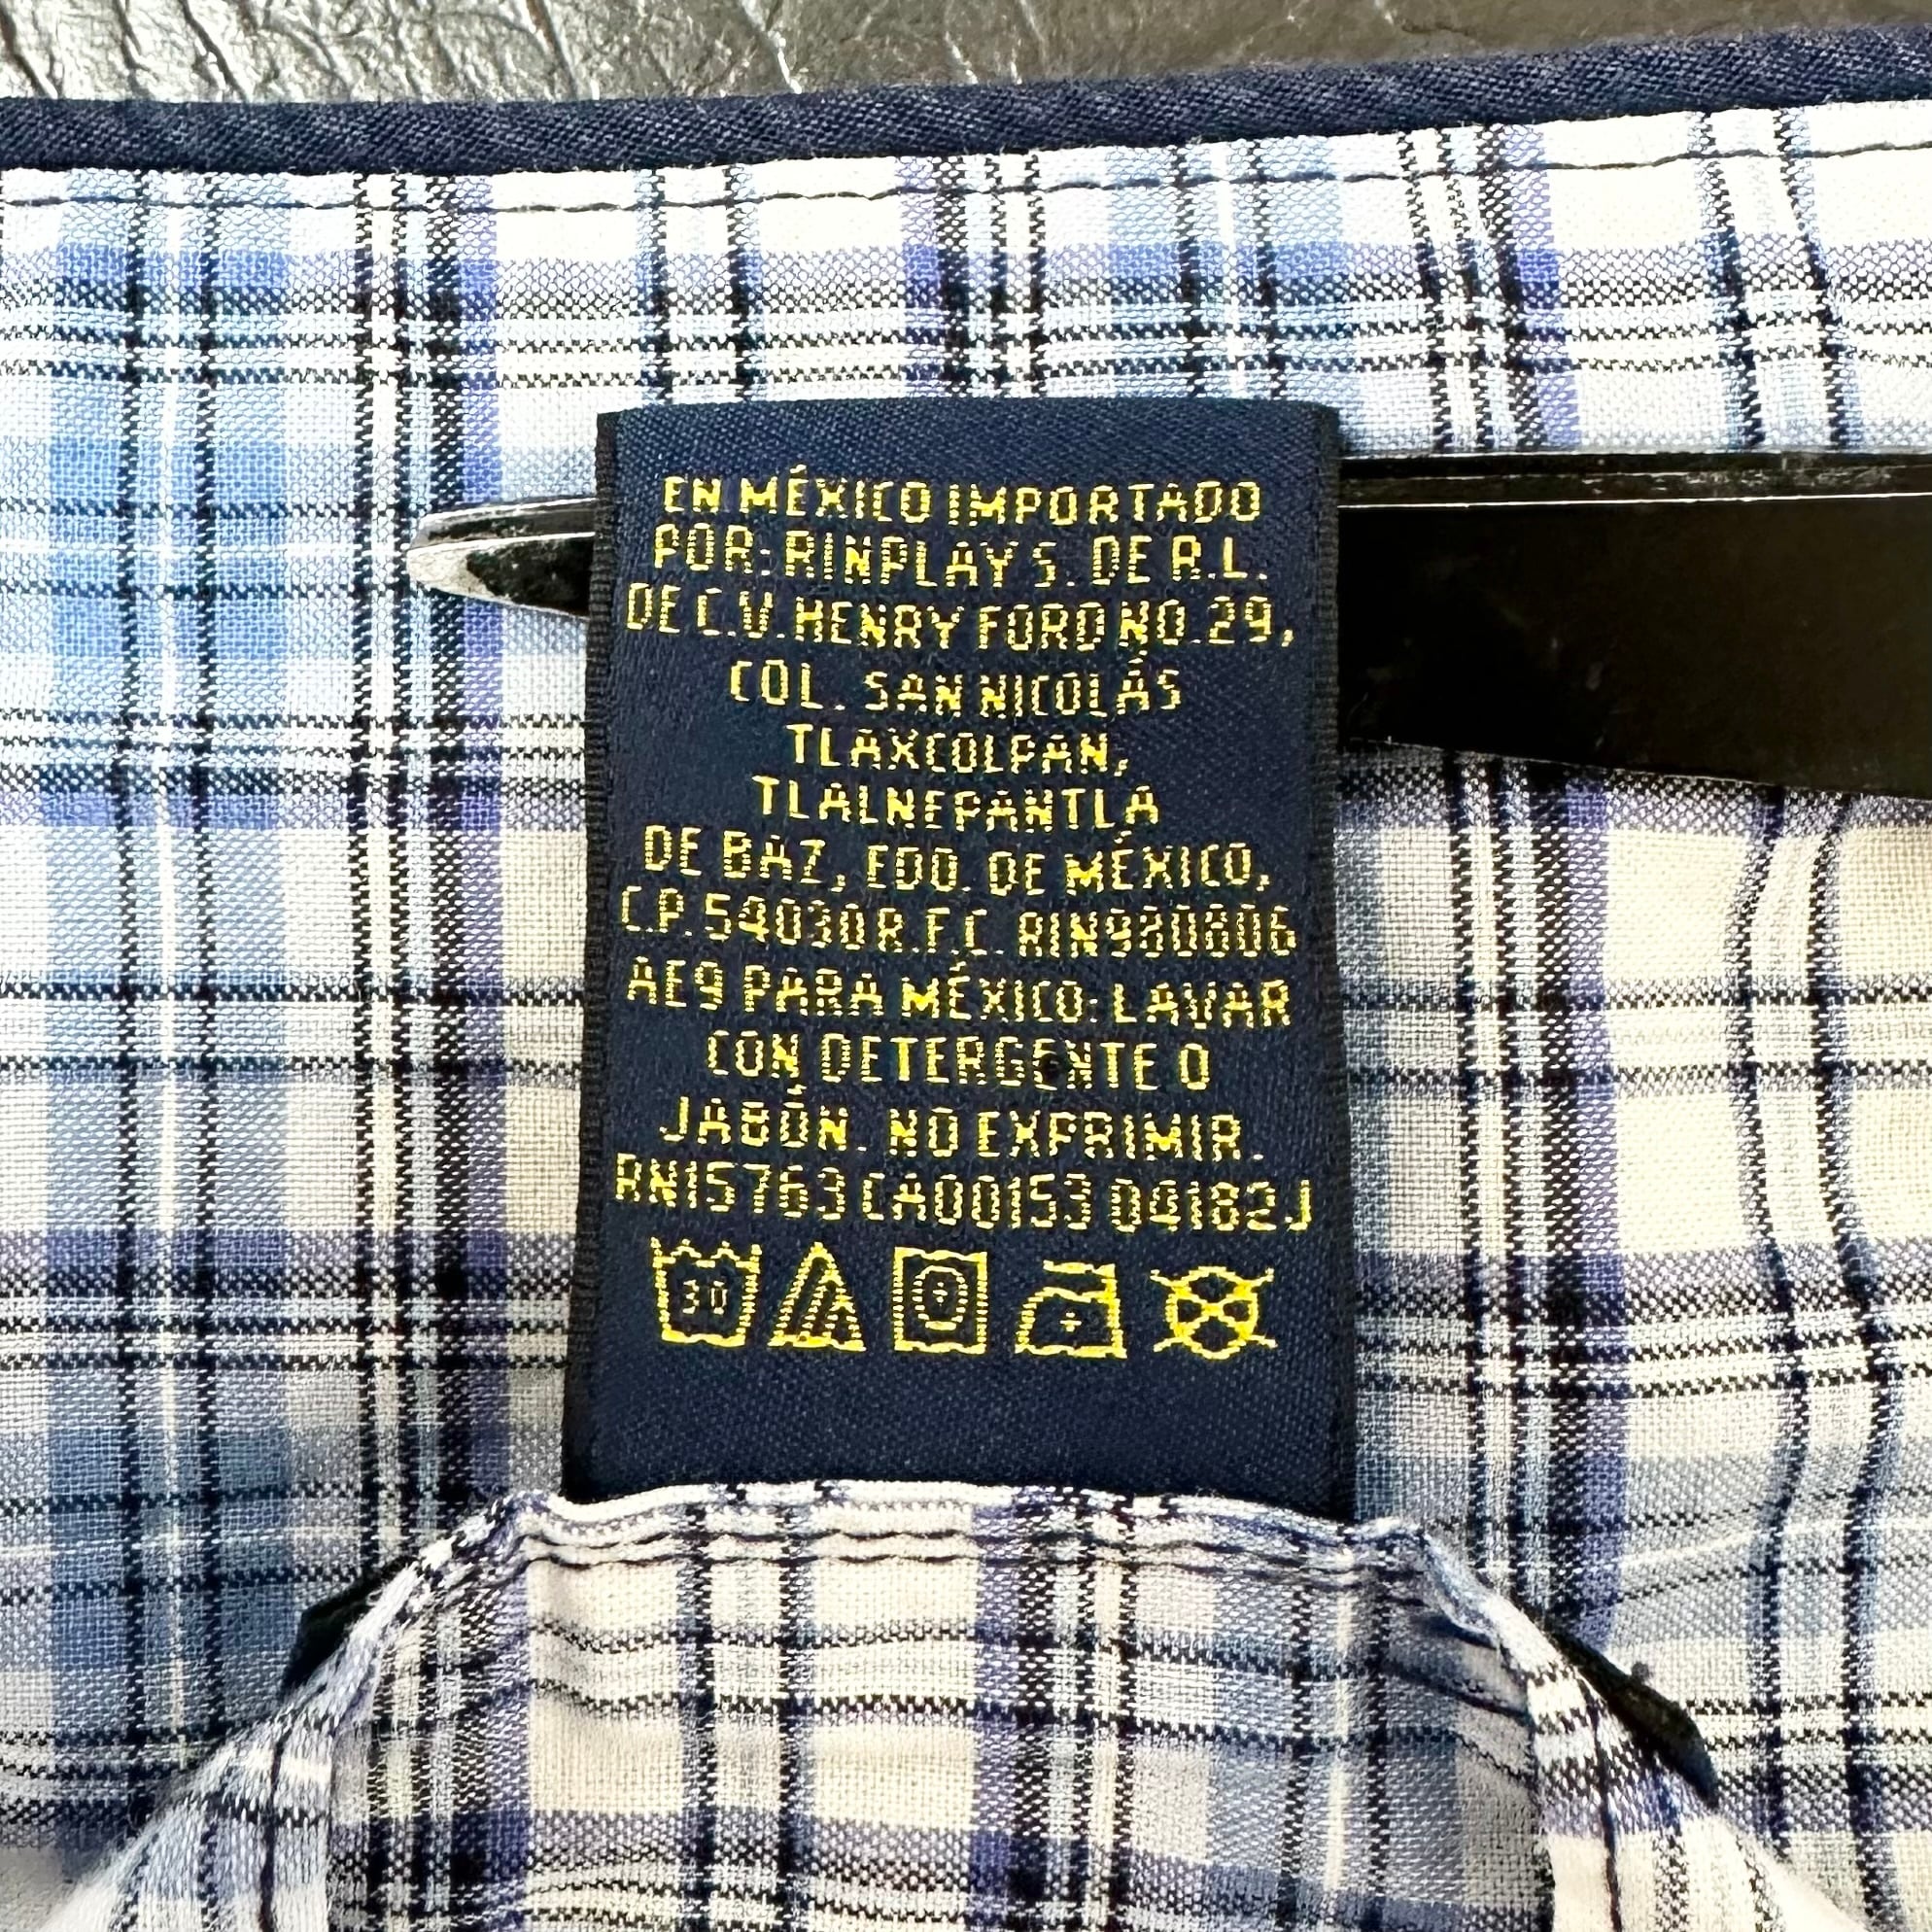 EN MÉXICO IMPORTADO
POR: RINPLAY S. DE R.L.
DE C.V. HENRY FORD NO. 29,
COL. SAN NICOLÁS
TLAXCOLPAN,
TLALNEPANTLA
DE BAZ, EDO. DE MÉXICO,
C.P. 54030 R.F.C. RIN980806
AE9 PARA MÉXICO: LAVAR
CON DETERGENTE O
JABÓN. NO EXPRIMIR.
RN15763 CA00153 04182J
30